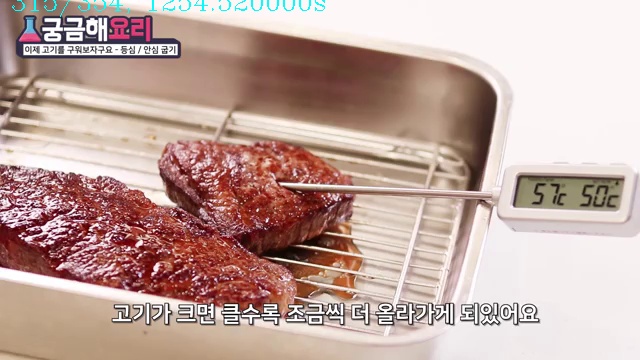 315/354, 1254.520000s
궁금해요리
이제 고기를 구워보자구요 - 등심 / 안심 굽기
57c 50c
고기가 크면 클수록 조금씩 더 올라가게 되있어요